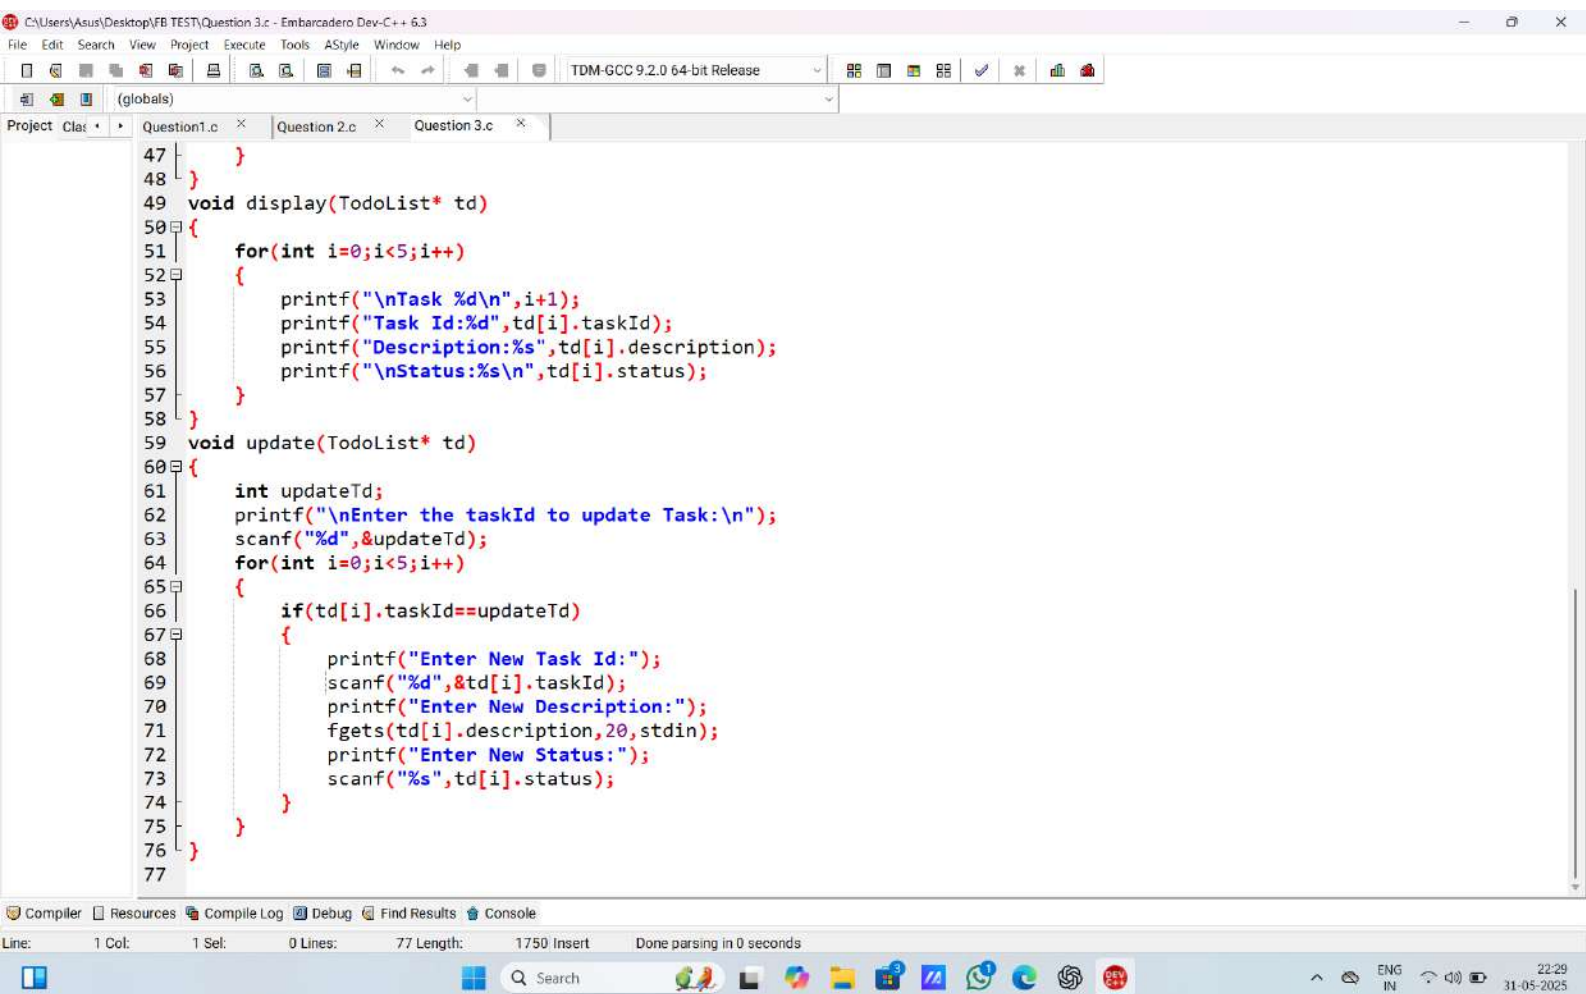 C:\Users\Asus\Desktop\FB TEST\Question 3.c - Embarcadero Dev-C++ 6.3
File Edit Search View Project Execute Tools AStyle Window Help
TDM-GCC 9.2.0 64-bit Release
(globals)
Project Clas Question1.c Question 2.c Question 3.c
47 }
48 }
49 void display(TodoList* td)
50 {
51 for(int i=0;i<5;i++)
52 {
53 printf("\nTask %d\n",i+1);
54 printf("Task Id:%d",td[i].taskId);
55 printf("Description:%s",td[i].description);
56 printf("\nStatus:%s\n",td[i].status);
57 }
58 }
59 void update(TodoList* td)
60 {
61 int updateTd;
62 printf("\nEnter the taskId to update Task:\n");
63 scanf("%d",&updateTd);
64 for(int i=0;i<5;i++)
65 {
66 if(td[i].taskId==updateTd)
67 {
68 printf("Enter New Task Id:");
69 scanf("%d",&td[i].taskId);
70 printf("Enter New Description:");
71 fgets(td[i].description,20,stdin);
72 printf("Enter New Status:");
73 scanf("%s",td[i].status);
74 }
75 }
76 }
77
Compiler Resources Compile Log Debug Find Results Console
Line: 1 Col: 1 Sel: 0 Lines: 77 Length: 1750 Insert Done parsing in 0 seconds
Search 3 1 DEV C++ ENG IN 22:29 31-05-2025